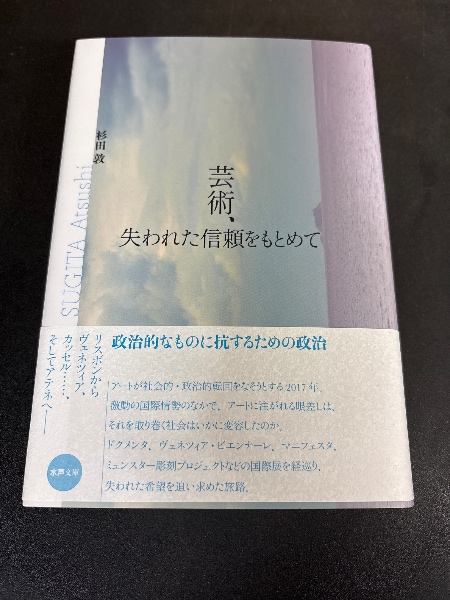 杉田 敦
SUGITA Atsushi
芸術、
失われた信頼をもとめて
リスボンから
ヴェネツィア、
カッセル……、
そしてアテネへ——
水声文庫
政治的なものに抗するための政治
アートが社会的・政治的転回をなそうとする2017年。
激動の国際情勢のなかで、アートに注がれる眼差しは、
それを取り巻く社会はいかに変容したのか。
ドクメンタ、ヴェネツィア・ビエンナーレ、マニフェスタ、
ミュンスター彫刻プロジェクトなどの国際展を経巡り、
失われた希望を追い求めた旅路。